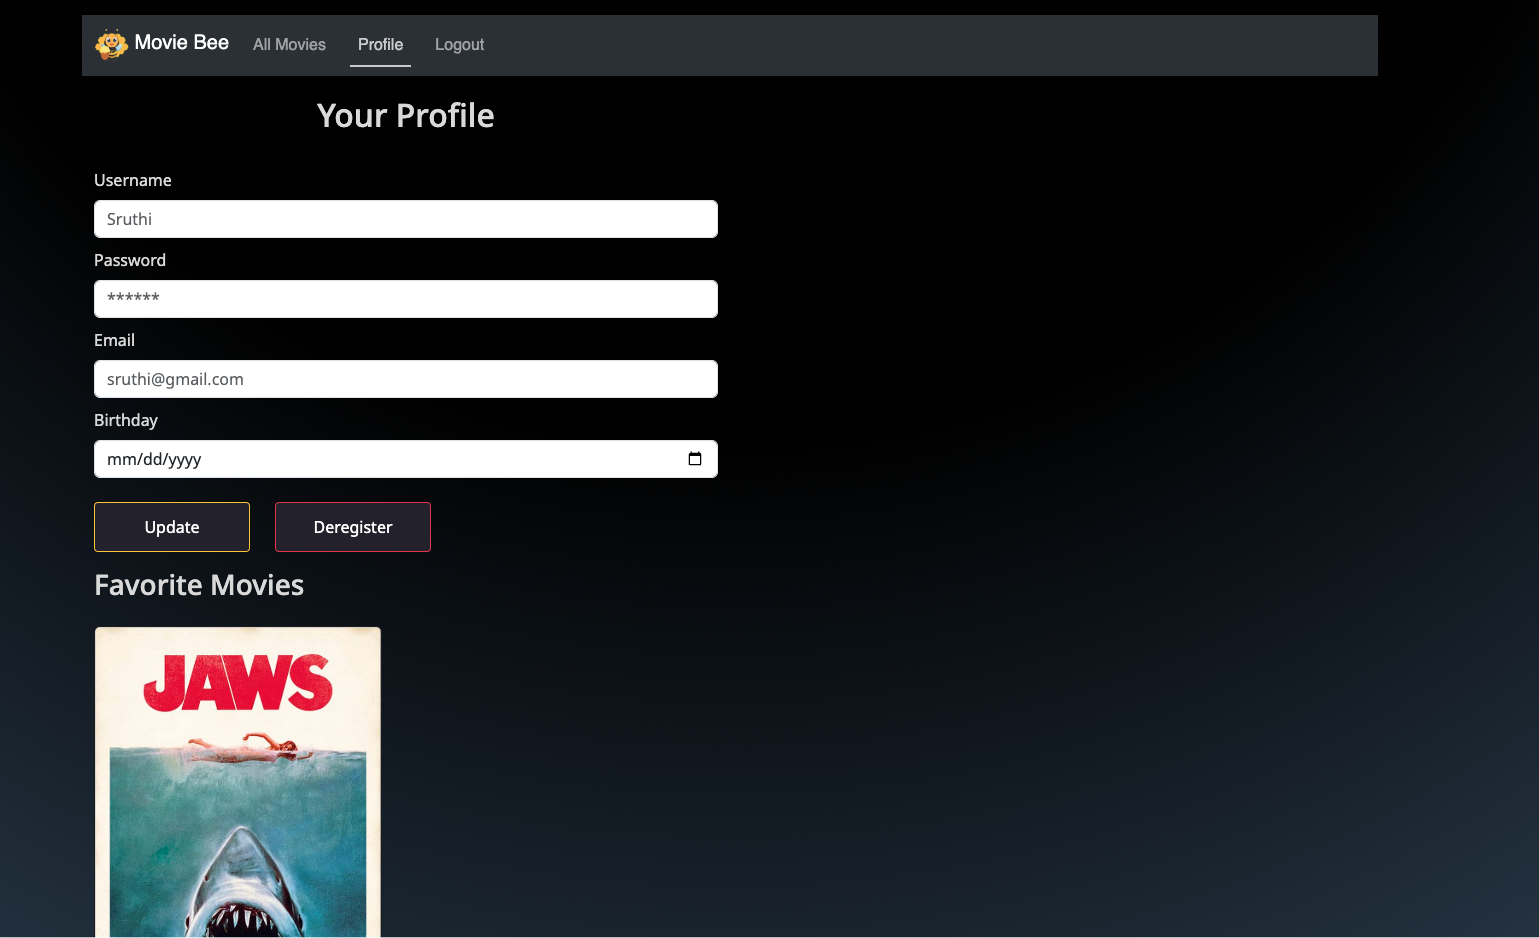 Movie Bee All Movies Profile Logout
Your Profile
Username
Sruthi
Password
******
Email
sruthi@gmail.com
Birthday
mm/dd/yyyy
Update Deregister
Favorite Movies
JAWS